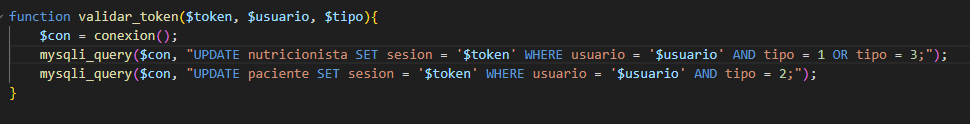 function validar_token($token, $usuario, $tipo){
$con = conexion();
mysqli_query($con, "UPDATE nutricionista SET sesion = '$token' WHERE usuario = '$usuario' AND tipo = 1 OR tipo = 3;");
mysqli_query($con, "UPDATE paciente SET sesion = '$token' WHERE usuario = '$usuario' AND tipo = 2;");
}